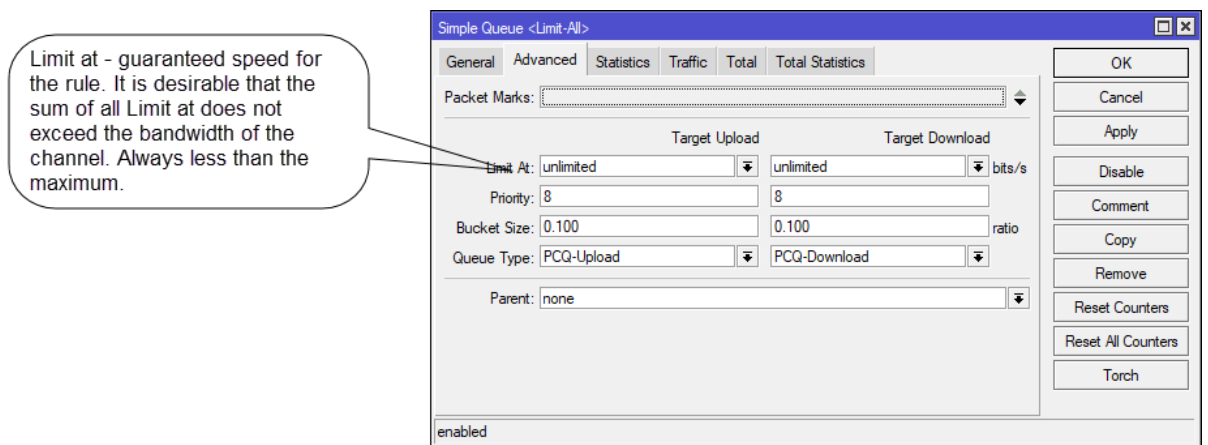 Limit at - guaranteed speed for
the rule. It is desirable that the
sum of all Limit at does not
exceed the bandwidth of the
channel. Always less than the
maximum.
Simple Queue <Limit-All>
General Advanced Statistics Traffic Total Total Statistics
Packet Marks:
Target Upload Target Download
Limit At: unlimited unlimited bits/s
Priority: 8 8
Bucket Size: 0.100 0.100 ratio
Queue Type: PCQ-Upload PCQ-Download
Parent: none
OK
Cancel
Apply
Disable
Comment
Copy
Remove
Reset Counters
Reset All Counters
Torch
enabled